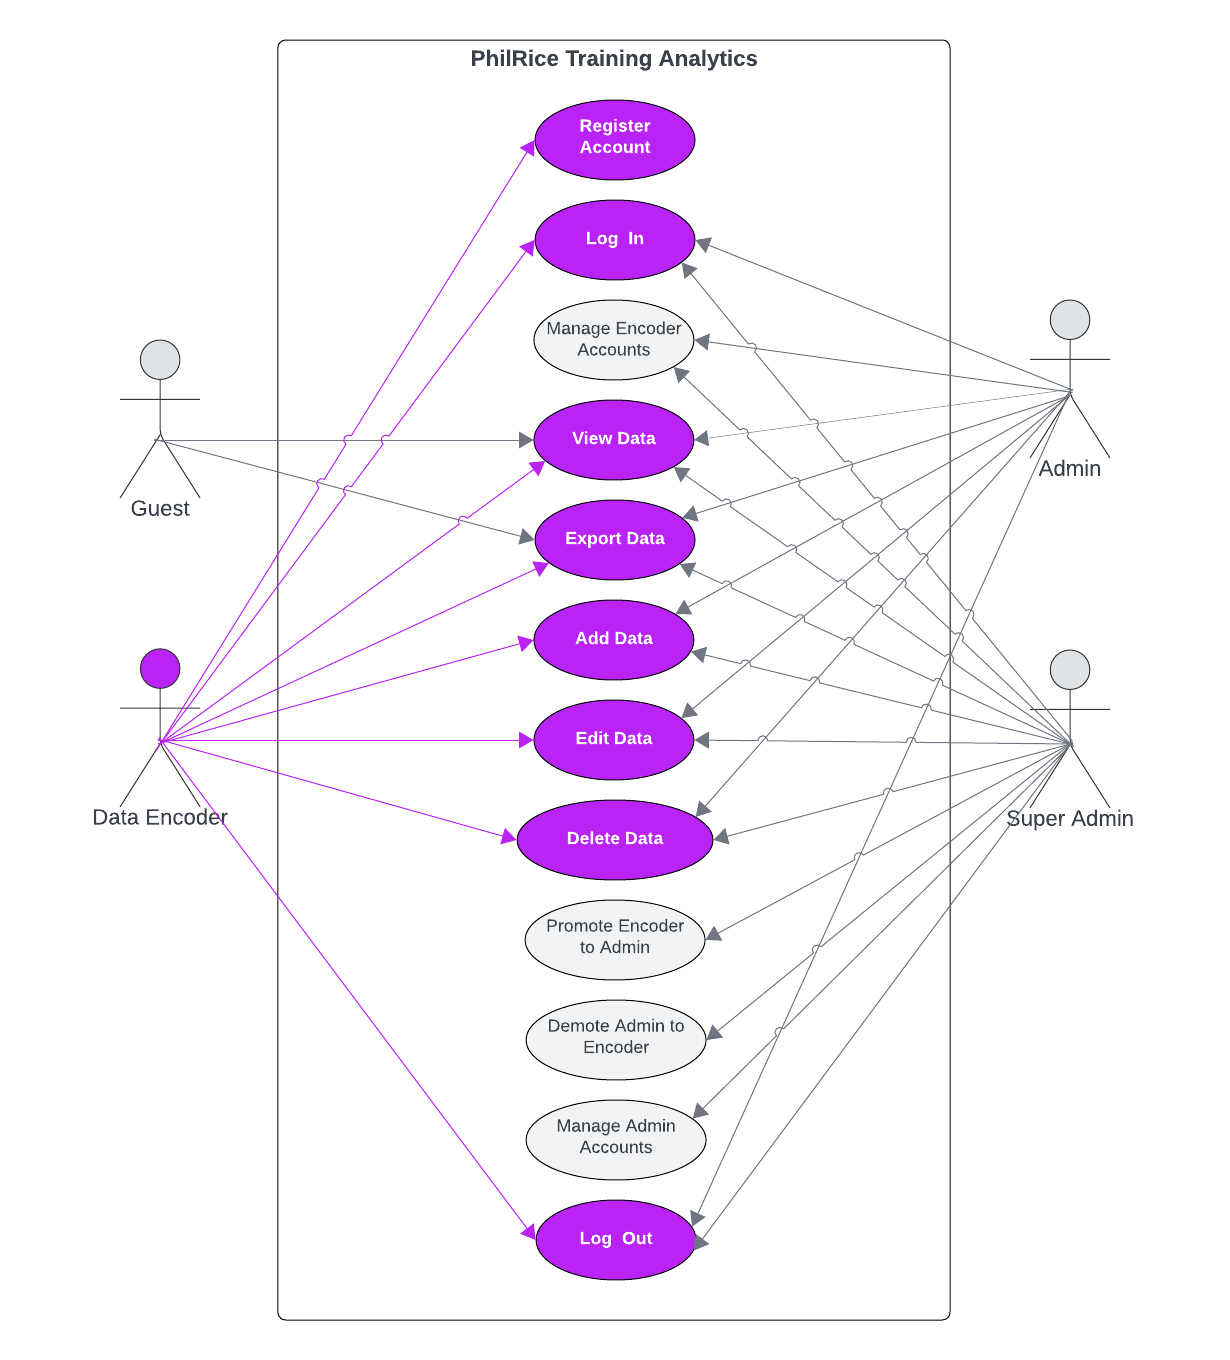 PhilRice Training Analytics
Register
Account
Log In
Manage Encoder
Accounts
View Data
Export Data
Add Data
Edit Data
Delete Data
Promote Encoder
to Admin
Demote Admin to
Encoder
Manage Admin
Accounts
Log Out
Guest
Data Encoder
Admin
Super Admin